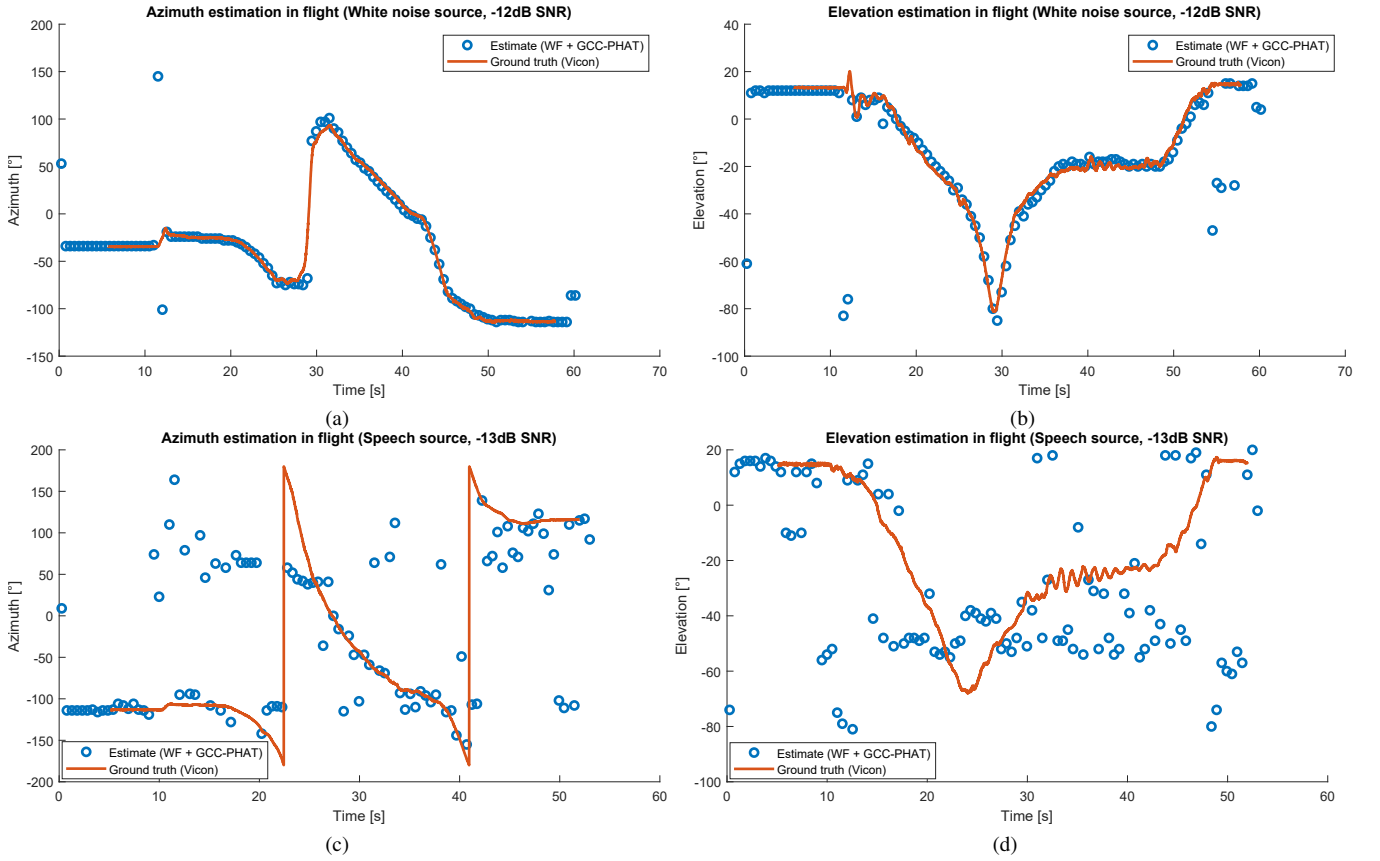 Azimuth estimation in flight (White noise source, -12dB SNR)
200
150
100
50
0
-50
-100
-150
Azimuth [°]
0 10 20 30 40 50 60 70
Time [s]
Estimate (WF + GCC-PHAT)
Ground truth (Vicon)
(a)
Elevation estimation in flight (White noise source, -12dB SNR)
40
20
0
-20
-40
-60
-80
-100
Elevation [°]
0 10 20 30 40 50 60 70
Time [s]
Estimate (WF + GCC-PHAT)
Ground truth (Vicon)
(b)
Azimuth estimation in flight (Speech source, -13dB SNR)
200
150
100
50
0
-50
-100
-150
-200
Azimuth [°]
Estimate (WF + GCC-PHAT)
Ground truth (Vicon)
0 10 20 30 40 50 60
Time [s]
(c)
Elevation estimation in flight (Speech source, -13dB SNR)
20
0
-20
-40
-60
-80
-100
Elevation [°]
Estimate (WF + GCC-PHAT)
Ground truth (Vicon)
0 10 20 30 40 50 60
Time [s]
(d)